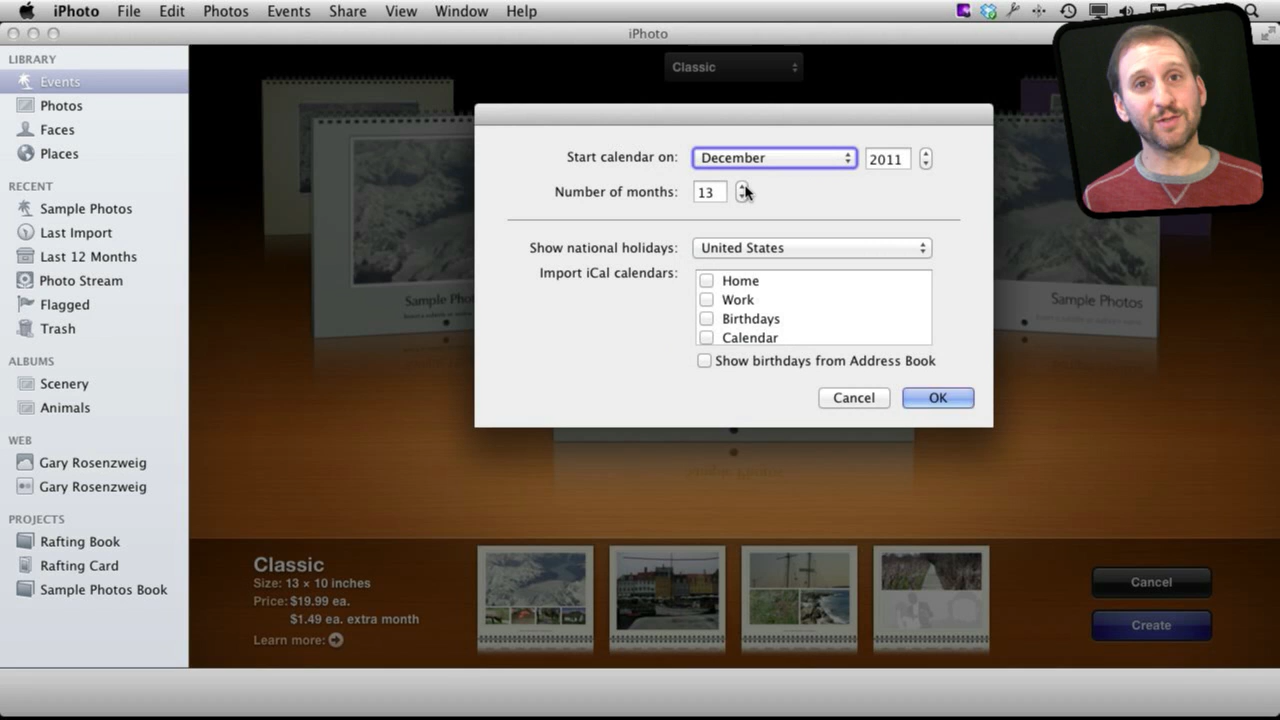 iPhoto File Edit Photos Events Share View Window Help
iPhoto
LIBRARY
Events
Photos
Faces
Places
RECENT
Sample Photos
Last Import
Last 12 Months
Photo Stream
Flagged
Trash
ALBUMS
Scenery
Animals
WEB
Gary Rosenzweig
Gary Rosenzweig
PROJECTS
Rafting Book
Rafting Card
Sample Photos Book
Classic
Start calendar on: December 2011
Number of months: 13
Show national holidays: United States
Import iCal calendars:
Home
Work
Birthdays
Calendar
Show birthdays from Address Book
Cancel OK
Sample Pho
Sample Photos
Classic
Size: 13 × 10 inches
Price: $19.99 ea.
$1.49 ea. extra month
Learn more:
Cancel
Create